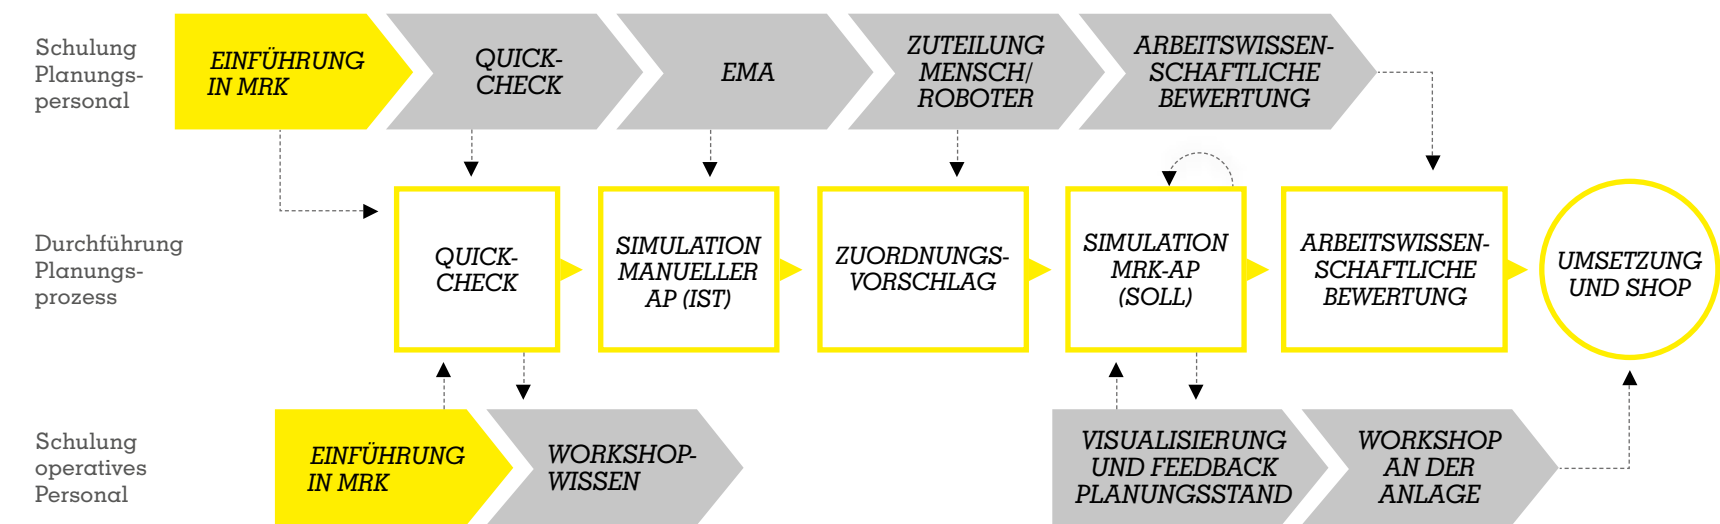 Schulung
Planungs-
personal
EINFÜHRUNG
IN MRK
QUICK-
CHECK
EMA
ZUTEILUNG
MENSCH/
ROBOTER
ARBEITSWISSEN-
SCHAFTLICHE
BEWERTUNG
Durchführung
Planungs-
prozess
QUICK-
CHECK
SIMULATION
MANUELLER
AP (IST)
ZUORDNUNGS-
VORSCHLAG
SIMULATION
MRK-AP
(SOLL)
ARBEITSWISSEN-
SCHAFTLICHE
BEWERTUNG
UMSETZUNG
UND SHOP
Schulung
operatives
Personal
EINFÜHRUNG
IN MRK
WORKSHOP-
WISSEN
VISUALISIERUNG
UND FEEDBACK
PLANUNGSSTAND
WORKSHOP
AN DER
ANLAGE